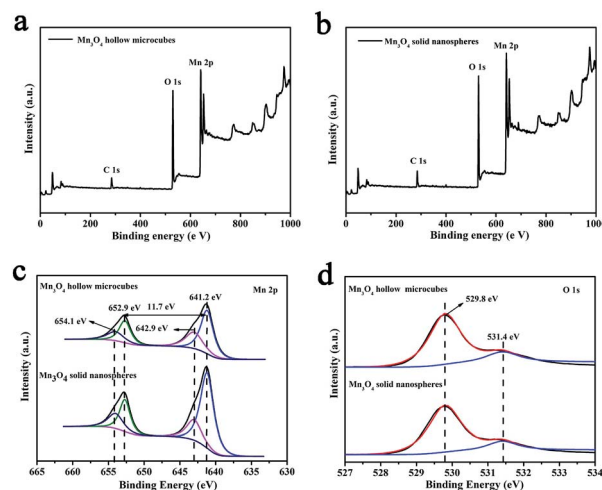 a
Mn₃O₄ hollow microcubes
Mn 2p
O 1s
C 1s
Intensity (a.u.)
0 200 400 600 800 1000
Binding energy (e V)
b
Mn₃O₄ solid nanospheres
Mn 2p
O 1s
C 1s
Intensity (a.u.)
0 200 400 600 800 1000
Binding energy (e V)
c
Mn₃O₄ hollow microcubes
Mn 2p
652.9 eV
11.7 eV
641.2 eV
654.1 eV
642.9 eV
Mn₃O₄ solid nanospheres
Intensity (a.u.)
665 660 655 650 645 640 635 630
Binding Energy (eV)
d
Mn₃O₄ hollow microcubes
O 1s
529.8 eV
531.4 eV
Mn₃O₄ solid nanospheres
Intensity (a.u.)
527 528 529 530 531 532 533 534
Binding Energy (eV)